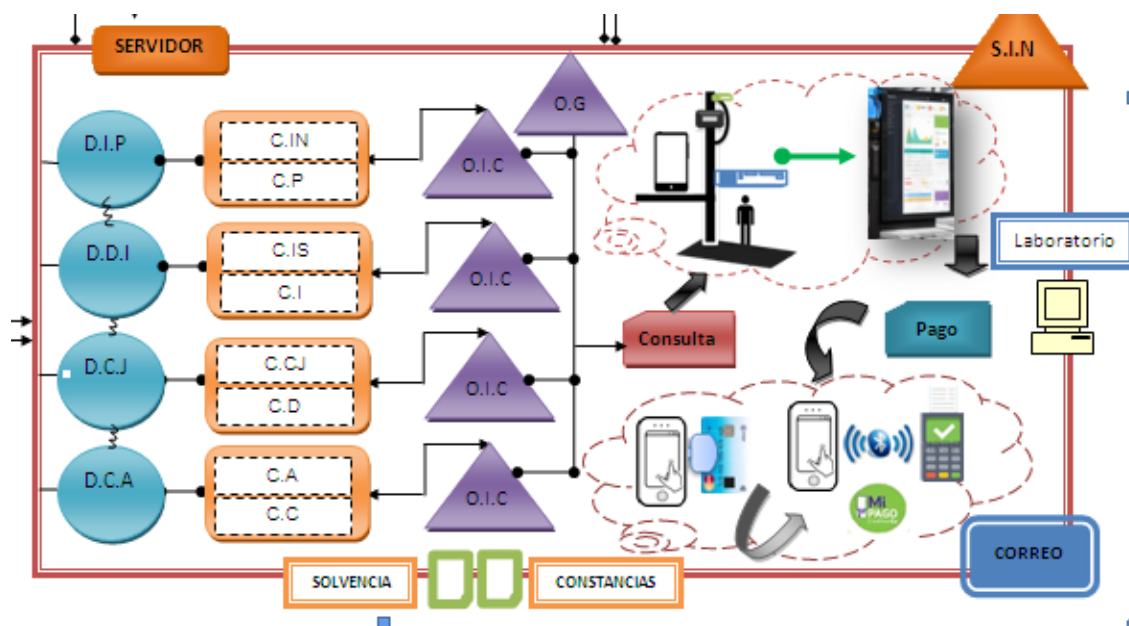 SERVIDOR
S.I.N
O.G
D.I.P
C.IN
C.P
O.I.C
D.D.I
C.IS
C.I
O.I.C
Laboratorio
D.C.J
C.CJ
C.D
O.I.C
Consulta
Pago
D.C.A
C.A
C.C
O.I.C
Mi
PAGO
CORREO
SOLVENCIA
CONSTANCIAS